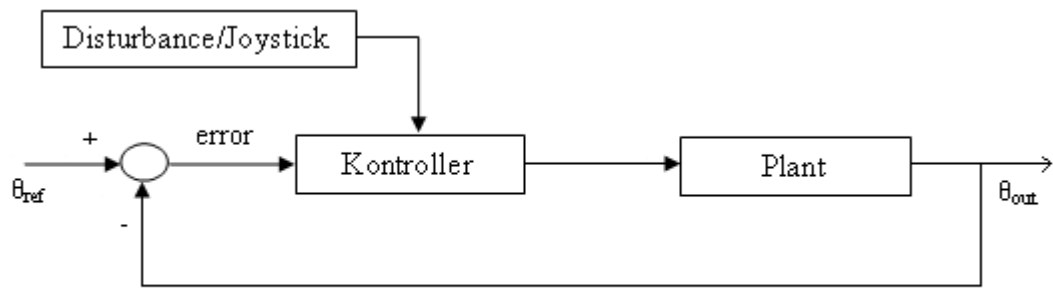 Disturbance/Joystick
+
error
Kontroller
Plant
θref
θout
-